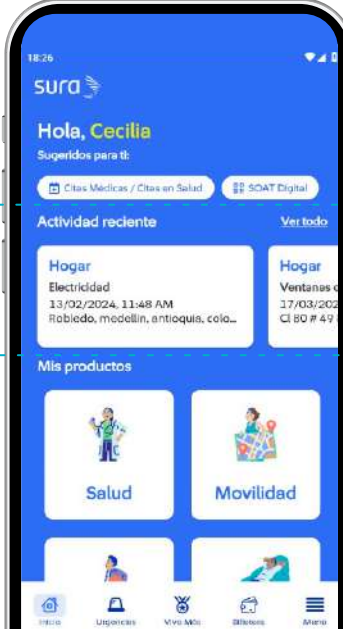 18:26
sura
Hola, Cecilia
Sugeridos para ti:
Citas Médicas / Citas en Salud
SOAT Digital
Actividad reciente
Ver todo
Hogar
Electricidad
13/02/2024, 11:48 AM
Robledo, medellin, antioquia, colo...
Hogar
Ventanas
17/03/202
Cl 80 # 49
Mis productos
Salud
Movilidad
Inicio
Urgencias
Vive Más
Billetera
Menú